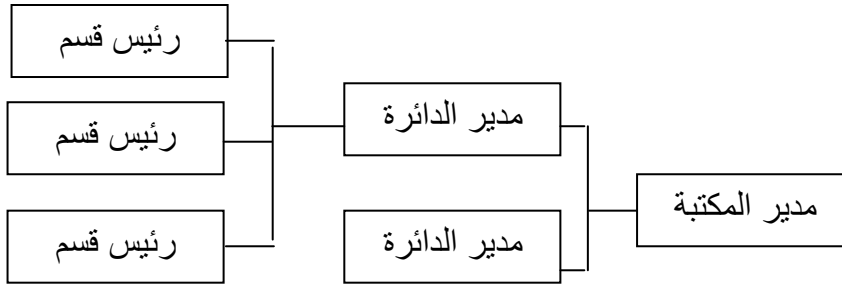 مدير المكتبة
مدير الدائرة
مدير الدائرة
رئيس قسم
رئيس قسم
رئيس قسم